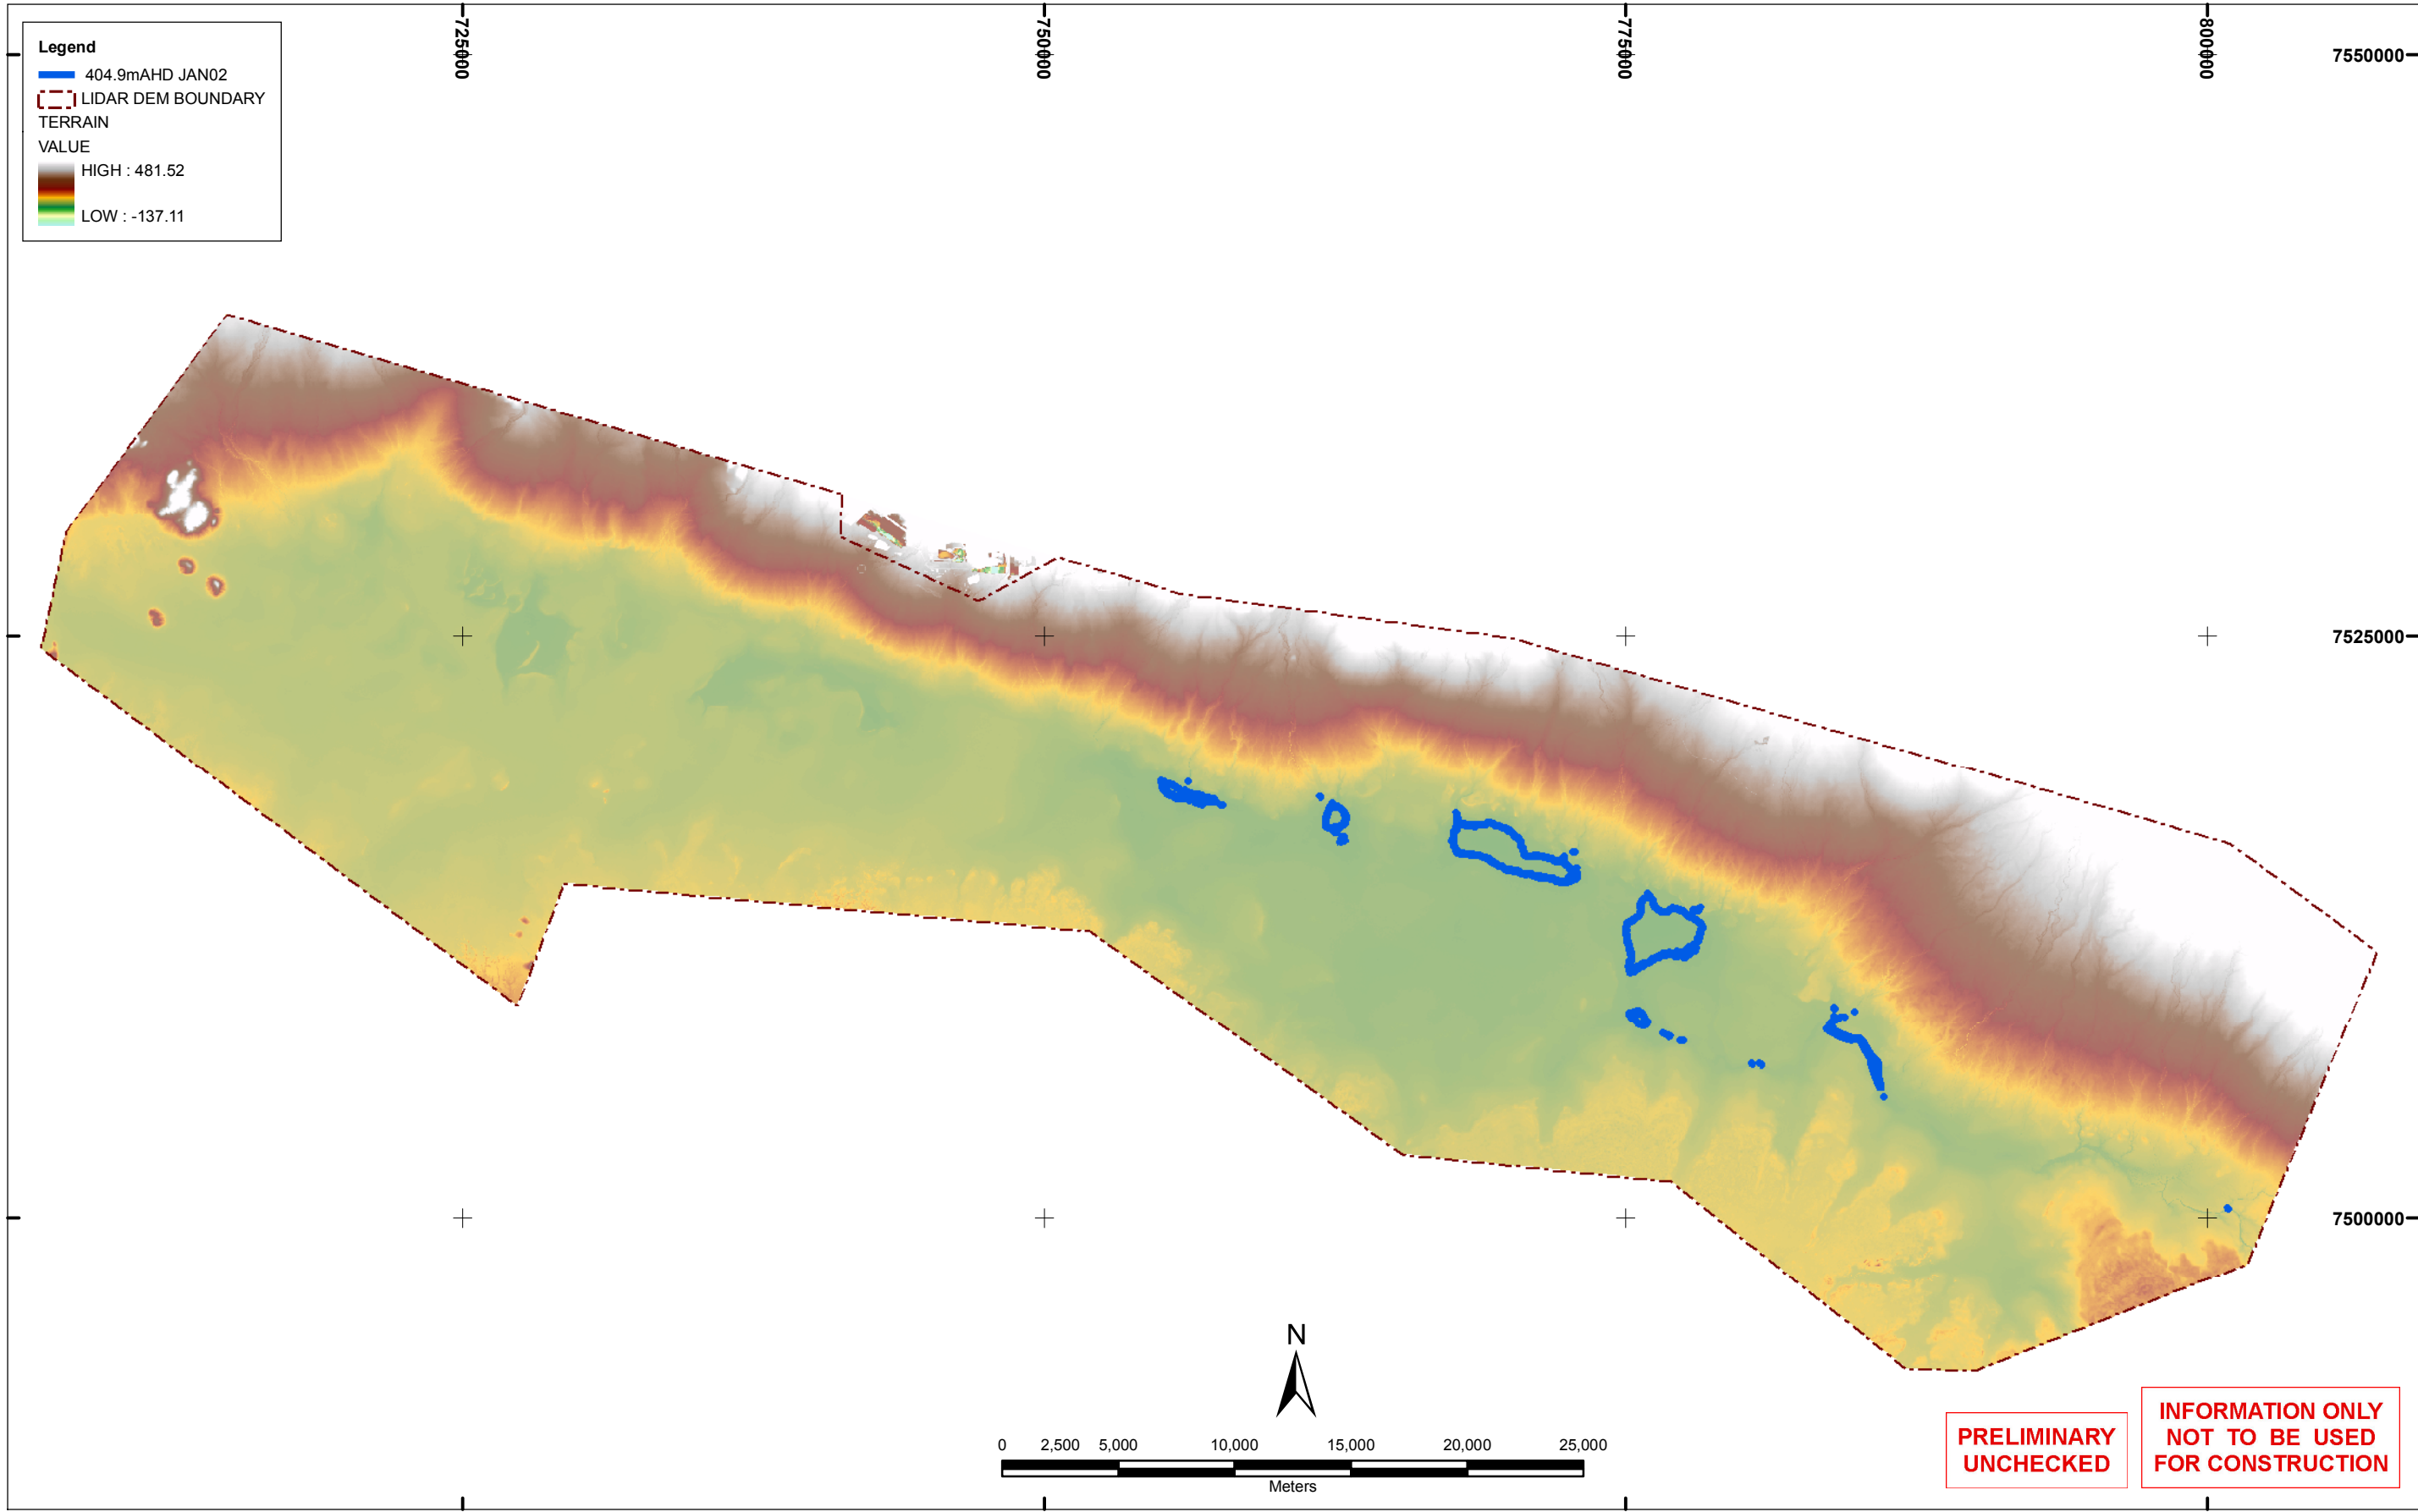 725000
750000
775000
800000
7550000
Legend
404.9mAHD JAN02
LIDAR DEM BOUNDARY
TERRAIN
VALUE
HIGH : 481.52
LOW : -137.11
7525000
7500000
N
0 2,500 5,000 10,000 15,000 20,000 25,000
Meters
PRELIMINARY
UNCHECKED
INFORMATION ONLY
NOT TO BE USED
FOR CONSTRUCTION